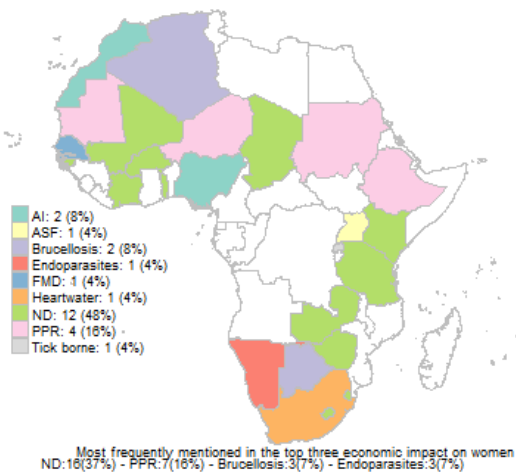 AI: 2 (8%)
ASF: 1 (4%)
Brucellosis: 2 (8%)
Endoparasites: 1 (4%)
FMD: 1 (4%)
Heartwater: 1 (4%)
ND: 12 (48%)
PPR: 4 (16%)
Tick borne: 1 (4%)
Most frequently mentioned in the top three economic impact on women
ND:16(37%) - PPR:7(16%) - Brucellosis:3(7%) - Endoparasites:3(7%)